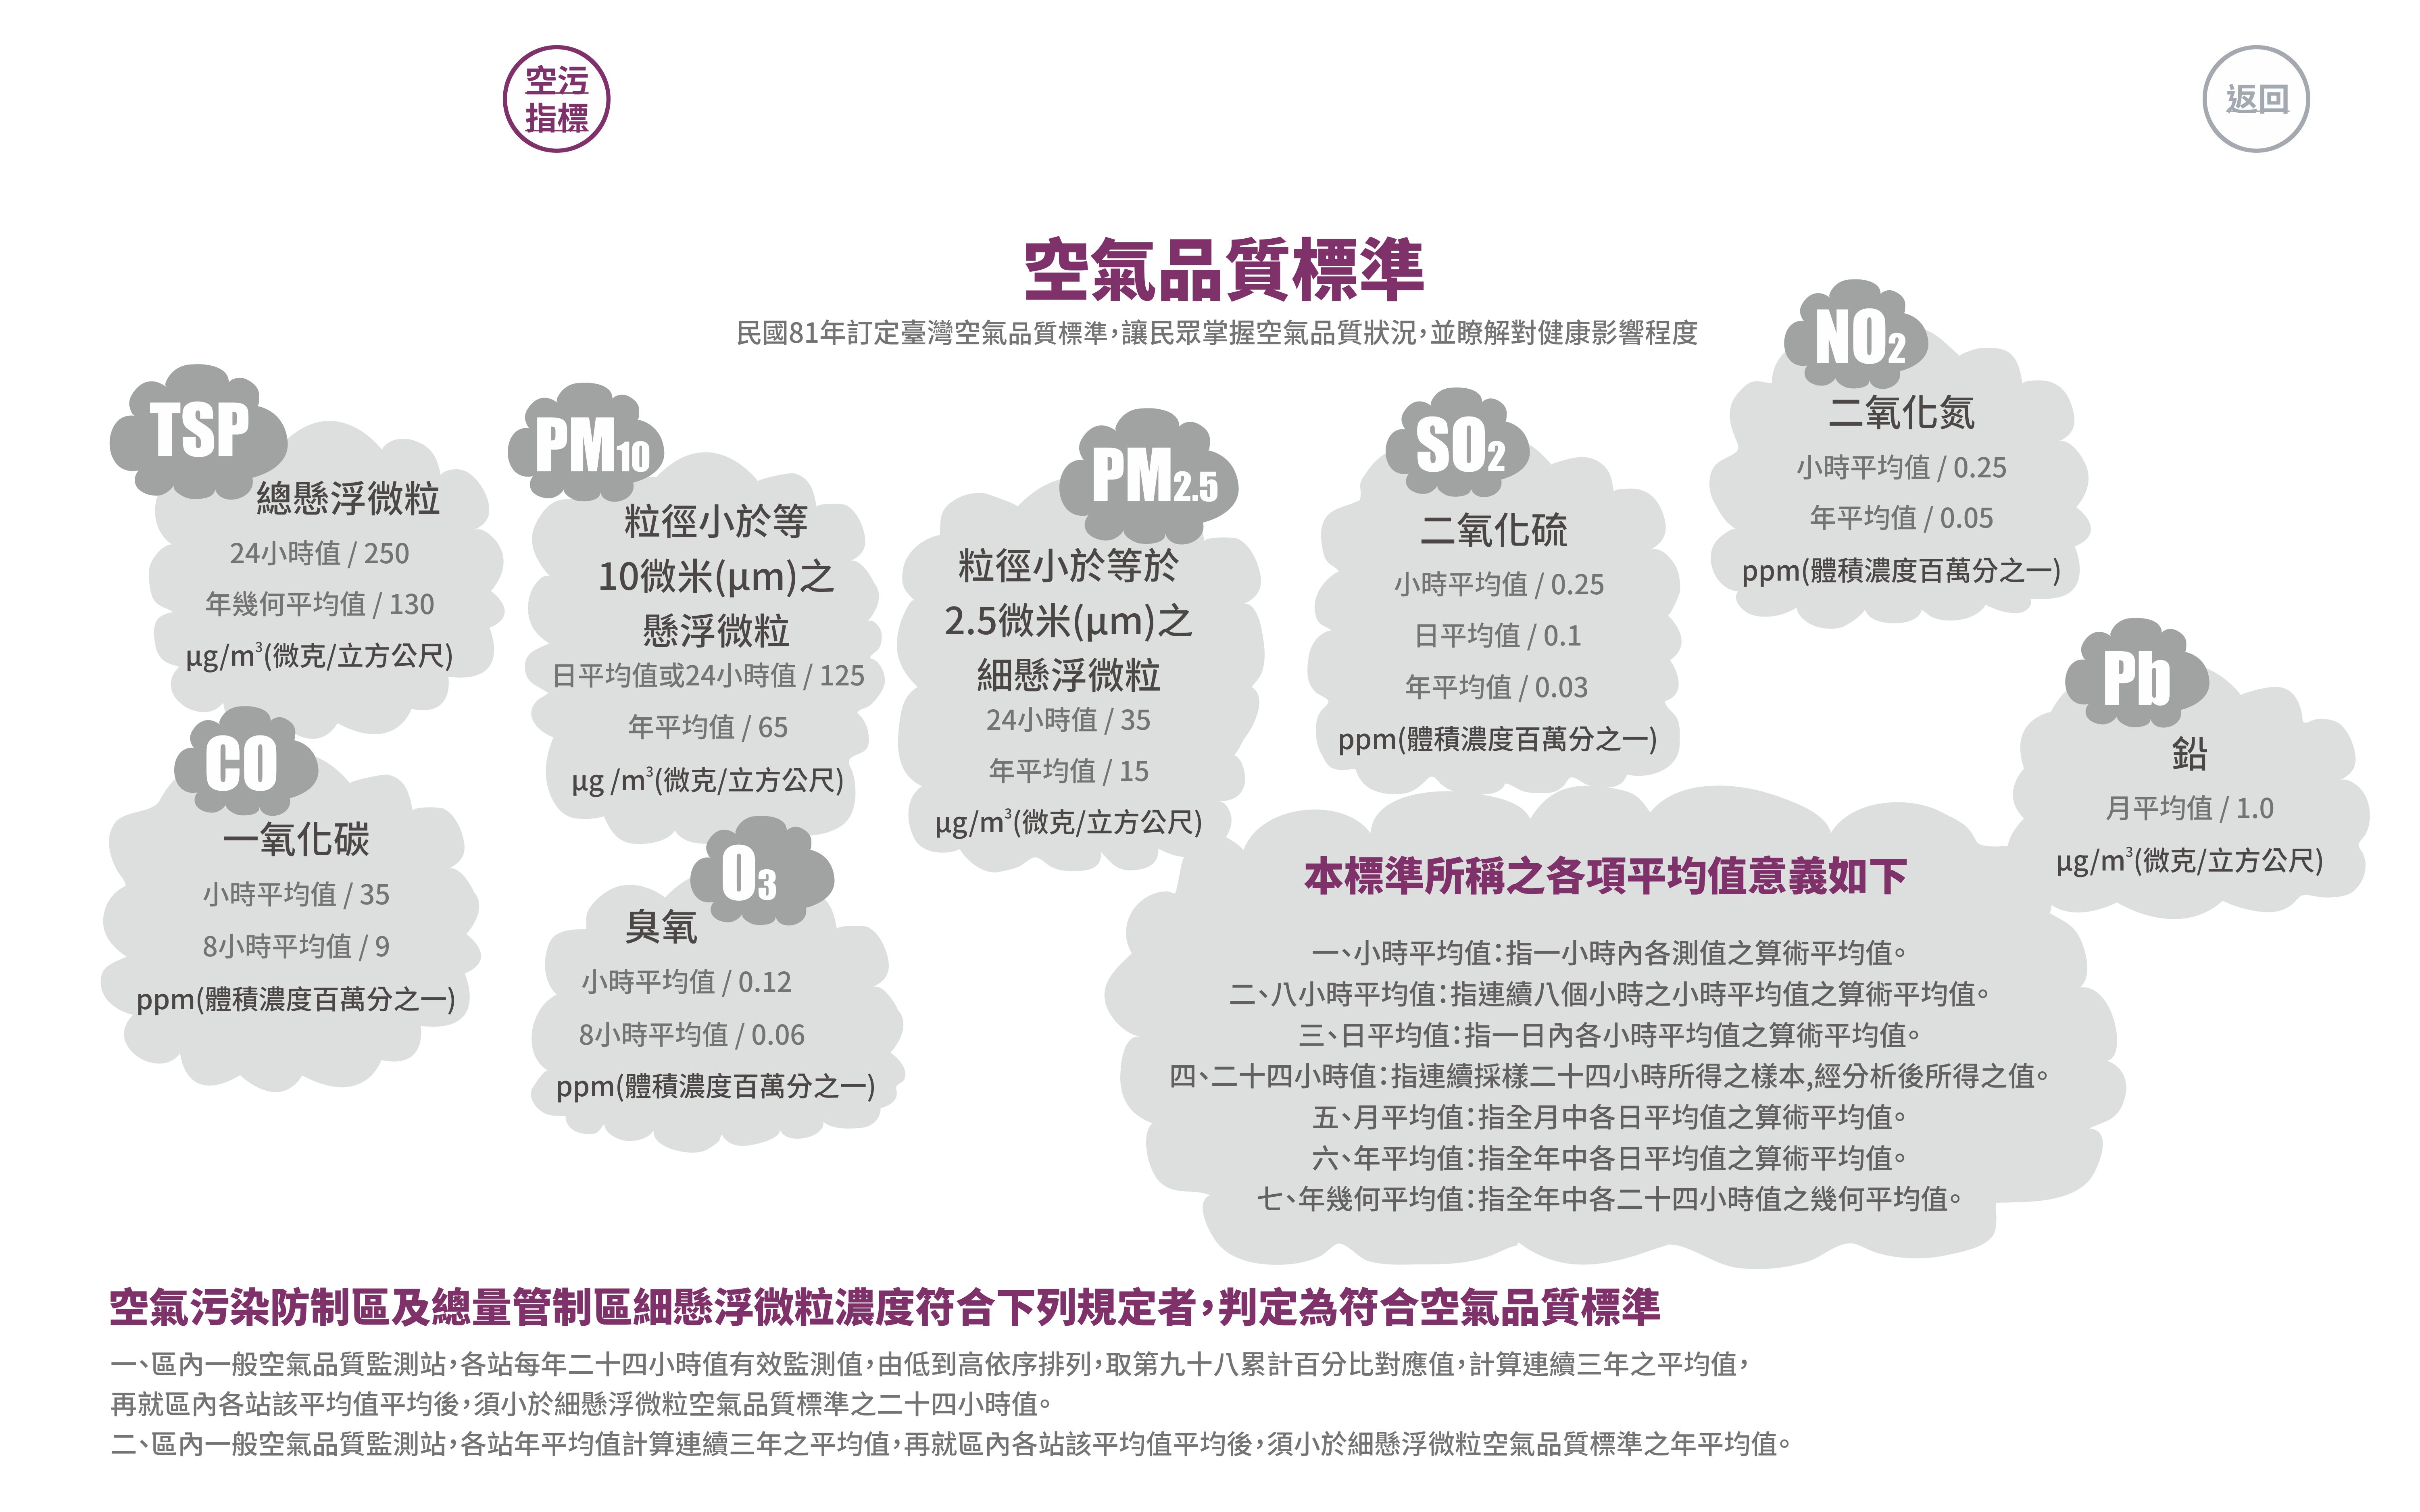 空污
指標
返回
空氣品質標準
民國81年訂定臺灣空氣品質標準，讓民眾掌握空氣品質狀況，並瞭解對健康影響程度
TSP
總懸浮微粒
24小時值 / 250
年幾何平均值 / 130
μg/m³(微克/立方公尺)
CO
一氧化碳
小時平均值 / 35
8小時平均值 / 9
ppm(體積濃度百萬分之一)
PM10
粒徑小於等
10微米(μm)之
懸浮微粒
日平均值或24小時值 / 125
年平均值 / 65
μg /m³(微克/立方公尺)
O3
臭氧
小時平均值 / 0.12
8小時平均值 / 0.06
ppm(體積濃度百萬分之一)
PM2.5
粒徑小於等於
2.5微米(μm)之
細懸浮微粒
24小時值 / 35
年平均值 / 15
μg/m³(微克/立方公尺)
SO2
二氧化硫
小時平均值 / 0.25
日平均值 / 0.1
年平均值 / 0.03
ppm(體積濃度百萬分之一)
NO2
二氧化氮
小時平均值 / 0.25
年平均值 / 0.05
ppm(體積濃度百萬分之一)
Pb
鉛
月平均值 / 1.0
μg/m³(微克/立方公尺)
本標準所稱之各項平均值意義如下
一、小時平均值：指一小時內各測值之算術平均值。
二、八小時平均值：指連續八個小時之小時平均值之算術平均值。
三、日平均值：指一日內各小時平均值之算術平均值。
四、二十四小時值：指連續採樣二十四小時所得之樣本,經分析後所得之值。
五、月平均值：指全月中各日平均值之算術平均值。
六、年平均值：指全年中各日平均值之算術平均值。
七、年幾何平均值：指全年中各二十四小時值之幾何平均值。
空氣污染防制區及總量管制區細懸浮微粒濃度符合下列規定者，判定為符合空氣品質標準
一、區內一般空氣品質監測站，各站每年二十四小時值有效監測值，由低到高依序排列，取第九十八累計百分比對應值，計算連續三年之平均值，
再就區內各站該平均值平均後，須小於細懸浮微粒空氣品質標準之二十四小時值。
二、區內一般空氣品質監測站，各站年平均值計算連續三年之平均值，再就區內各站該平均值平均後，須小於細懸浮微粒空氣品質標準之年平均值。